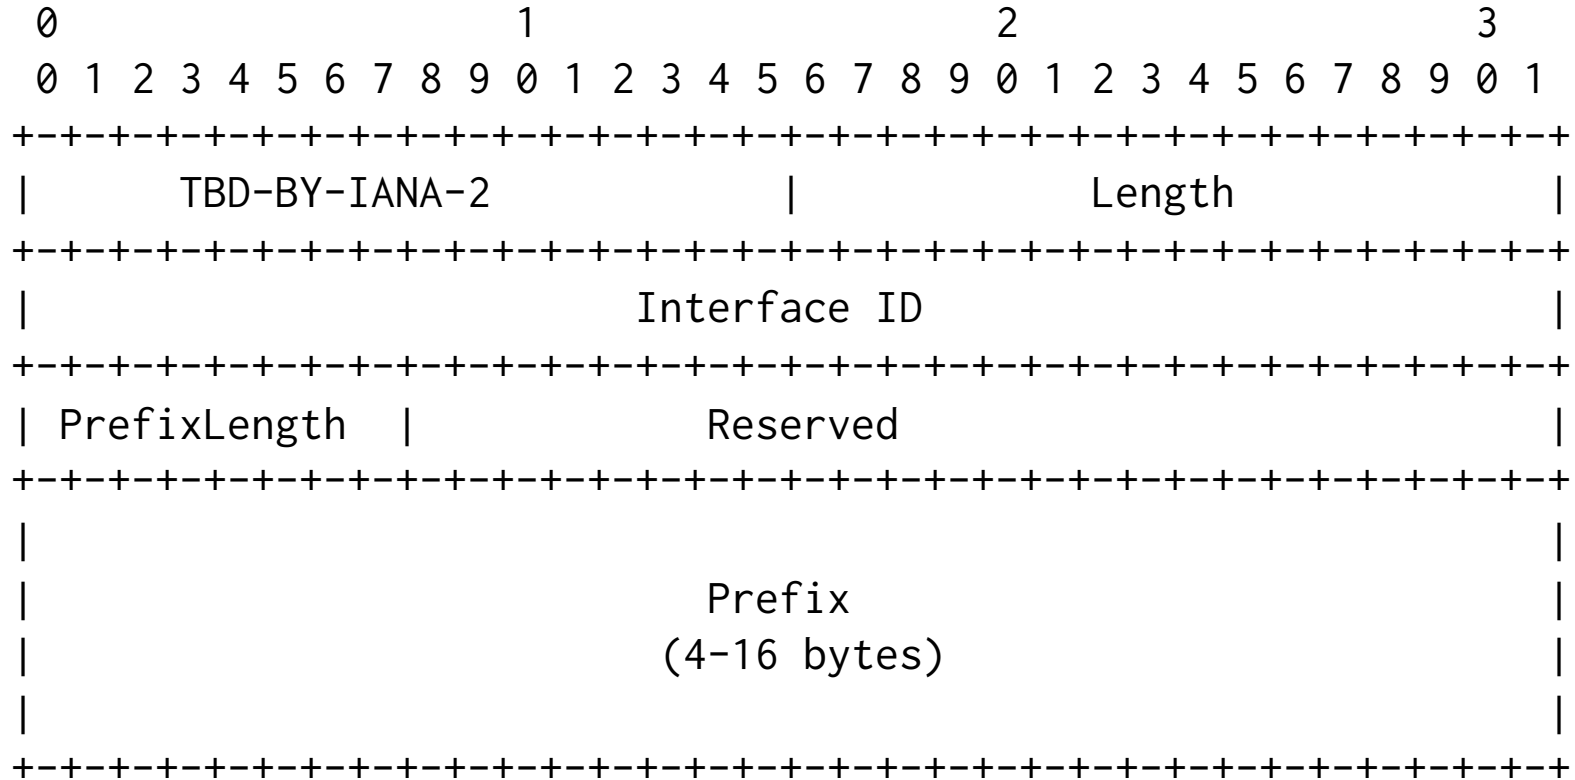 0                   1                   2                   3
 0 1 2 3 4 5 6 7 8 9 0 1 2 3 4 5 6 7 8 9 0 1 2 3 4 5 6 7 8 9 0 1
+-+-+-+-+-+-+-+-+-+-+-+-+-+-+-+-+-+-+-+-+-+-+-+-+-+-+-+-+-+-+-+-+
|      TBD-BY-IANA-2            |            Length             |
+-+-+-+-+-+-+-+-+-+-+-+-+-+-+-+-+-+-+-+-+-+-+-+-+-+-+-+-+-+-+-+-+
|                         Interface ID                          |
+-+-+-+-+-+-+-+-+-+-+-+-+-+-+-+-+-+-+-+-+-+-+-+-+-+-+-+-+-+-+-+-+
| PrefixLength  |            Reserved                           |
+-+-+-+-+-+-+-+-+-+-+-+-+-+-+-+-+-+-+-+-+-+-+-+-+-+-+-+-+-+-+-+-+
|                                                               |
|                            Prefix                             |
|                          (4-16 bytes)                         |
|                                                               |
+-+-+-+-+-+-+-+-+-+-+-+-+-+-+-+-+-+-+-+-+-+-+-+-+-+-+-+-+-+-+-+-+